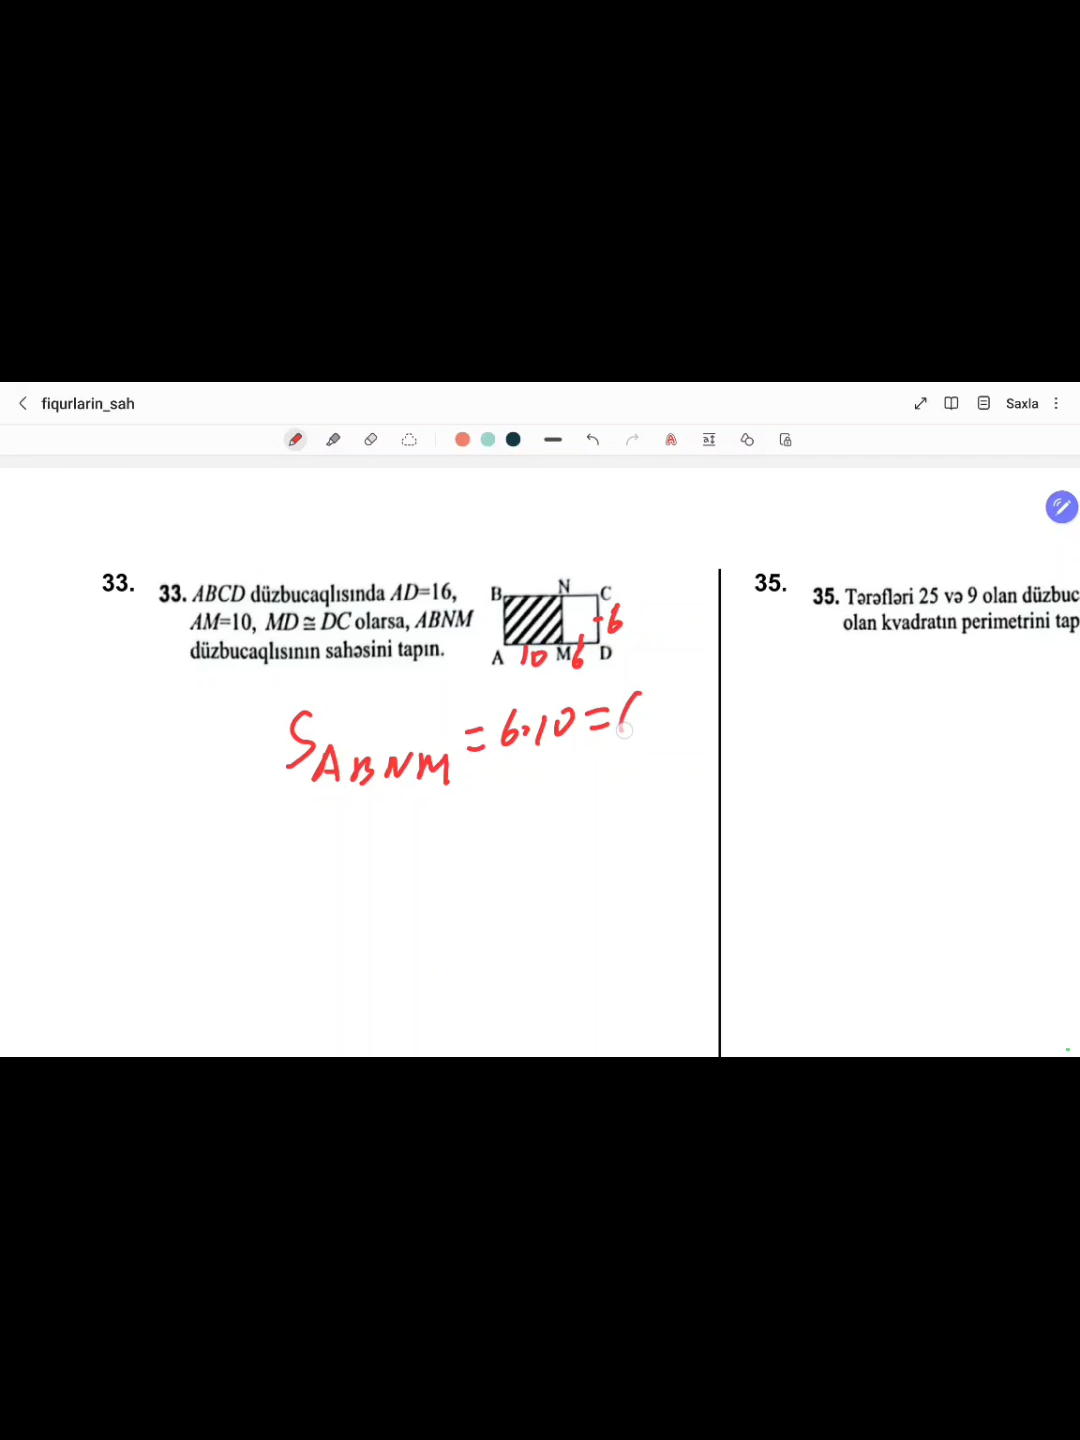 fiqurlarin_sah
Saxla
33.
33. ABCD düzbucaqlısında AD=16,
AM=10, MD ≅ DC olarsa, ABNM
düzbucaqlısının sahəsini tapın.
B N C
6
A 10 M 6 D
S ABNM = 6·10 =
35.
35. Tərəfləri 25 və 9 olan düzbuc
olan kvadratın perimetrini tap